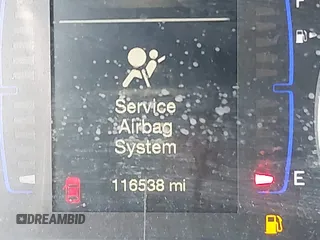 F
Service
Airbag
System
116538 mi
E
DREAMBID